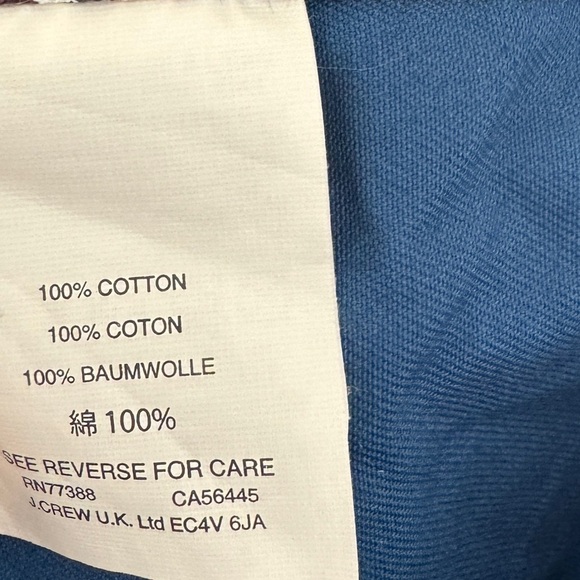 100% COTTON
100% COTON
100% BAUMWOLLE
綿 100%
SEE REVERSE FOR CARE
RN77388 CA56445
J.CREW U.K. Ltd EC4V 6JA